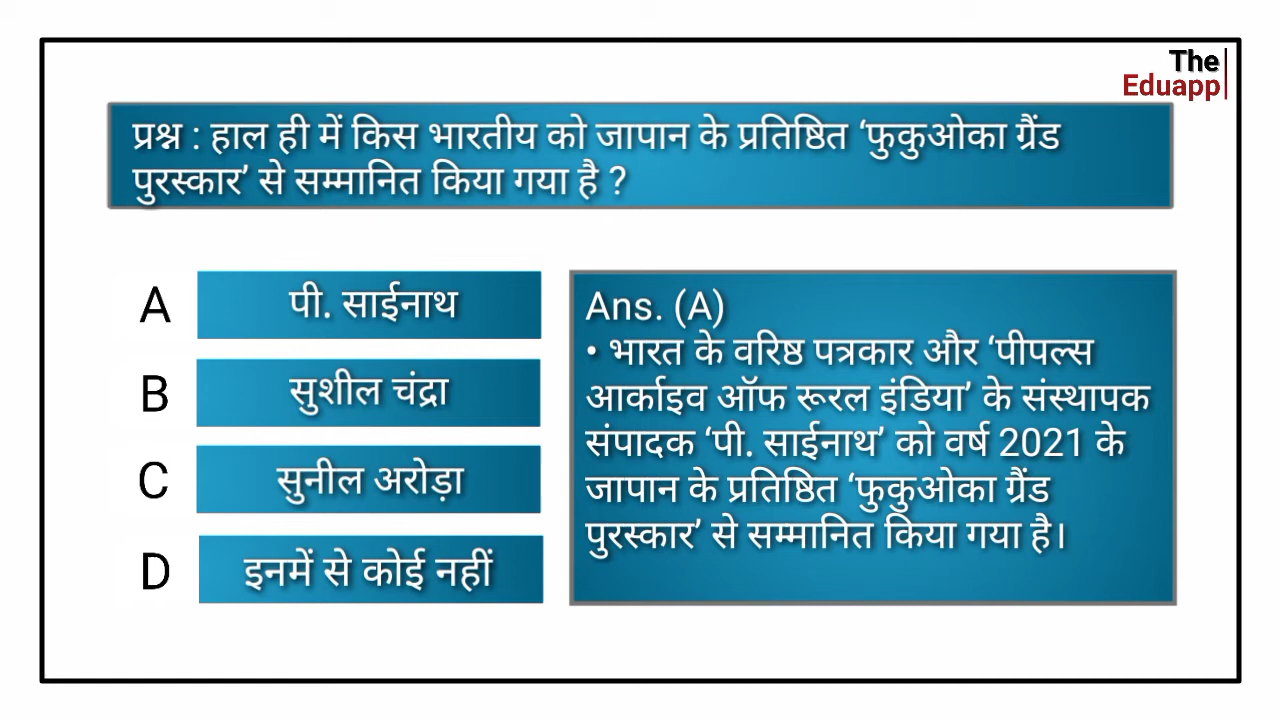 The
Eduapp
प्रश्न : हाल ही में किस भारतीय को जापान के प्रतिष्ठित ‘फुकुओका ग्रैंड
पुरस्कार’ से सम्मानित किया गया है ?
A पी. साईनाथ
B सुशील चंद्रा
C सुनील अरोड़ा
D इनमें से कोई नहीं
Ans. (A)
• भारत के वरिष्ठ पत्रकार और ‘पीपल्स
आर्काइव ऑफ रूरल इंडिया’ के संस्थापक
संपादक ‘पी. साईनाथ’ को वर्ष 2021 के
जापान के प्रतिष्ठित ‘फुकुओका ग्रैंड
पुरस्कार’ से सम्मानित किया गया है।